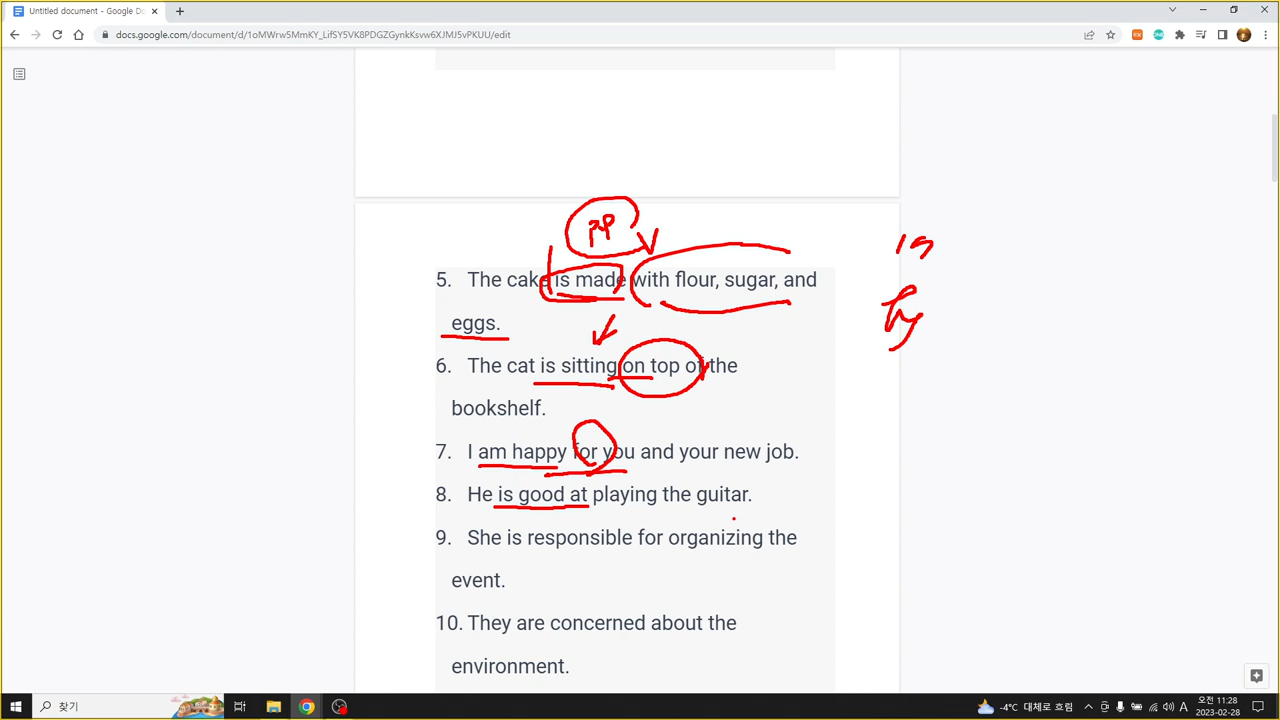 Untitled document - Google Do
docs.google.com/document/d/1oMWrw5MmKY_LifSY5VK8PDGZGynkKsvw6XJMJ5vPKUU/edit
PP
5. The cake is made with flour, sugar, and
eggs.
6. The cat is sitting on top of the
bookshelf.
7. I am happy for you and your new job.
8. He is good at playing the guitar.
9. She is responsible for organizing the
event.
10. They are concerned about the
environment.
찾기
-4°C 대체로 흐림
A
오전 11:28
2023-02-28